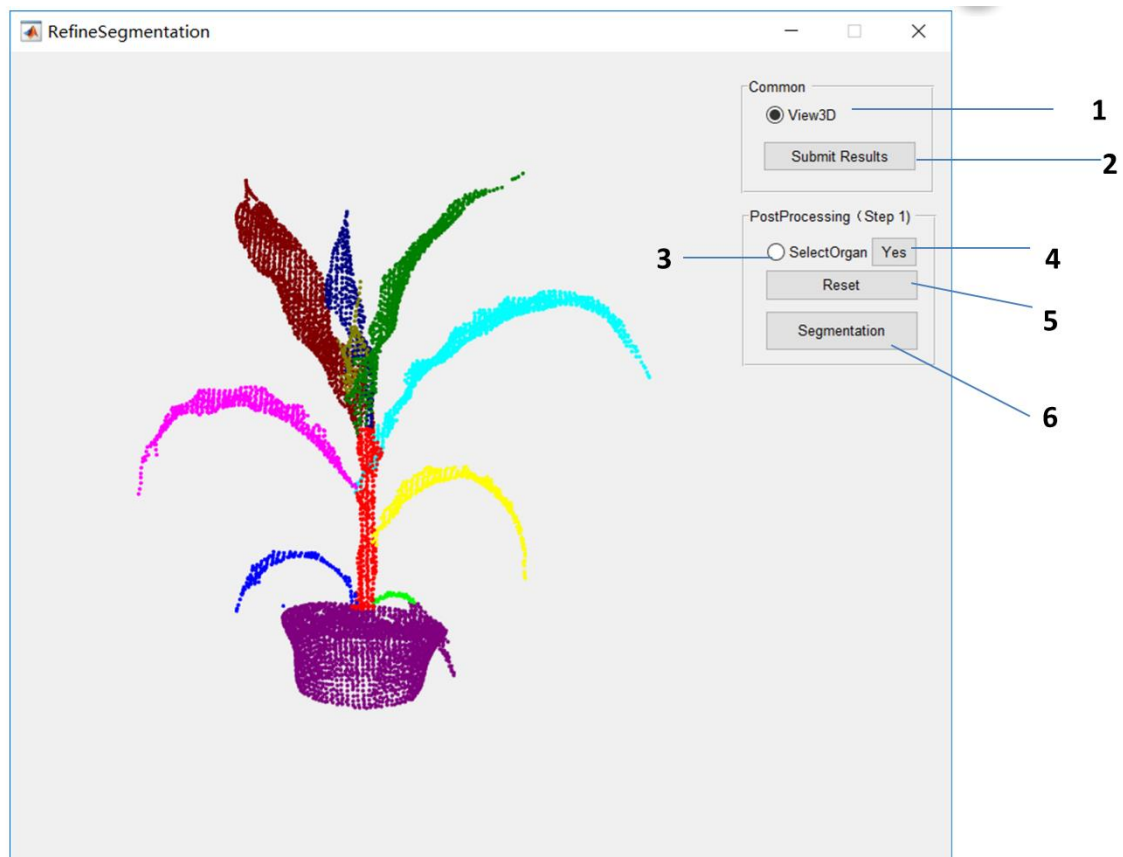 RefineSegmentation
Common
View3D
1
Submit Results
2
PostProcessing（Step 1)
3
SelectOrgan
Yes
4
Reset
5
Segmentation
6